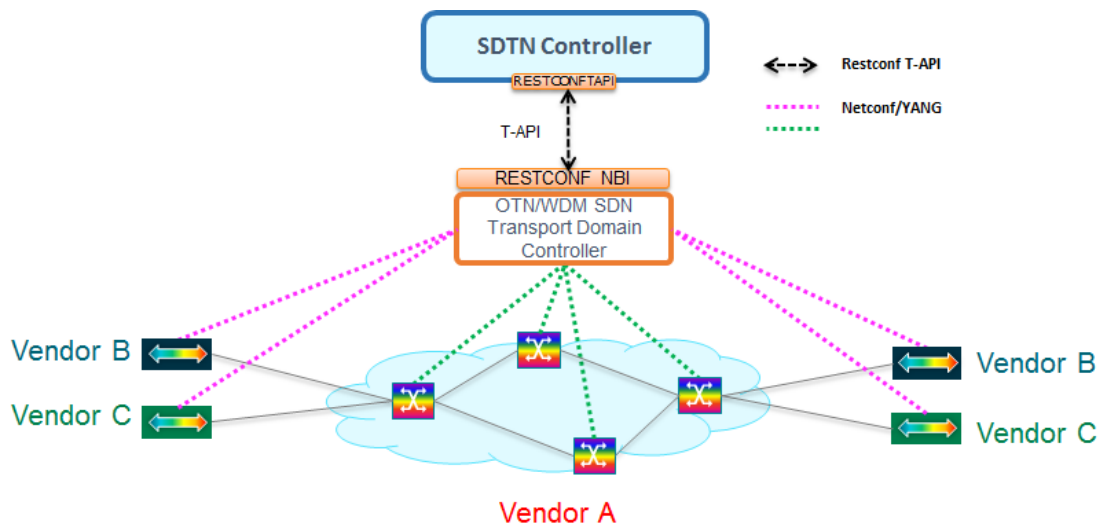 SDTN Controller
RESTCONFTAPI
Restconf T-API
Netconf/YANG
T-API
RESTCONF NBI
OTN/WDM SDN
Transport Domain
Controller
Vendor B
Vendor B
Vendor C
Vendor C
Vendor A